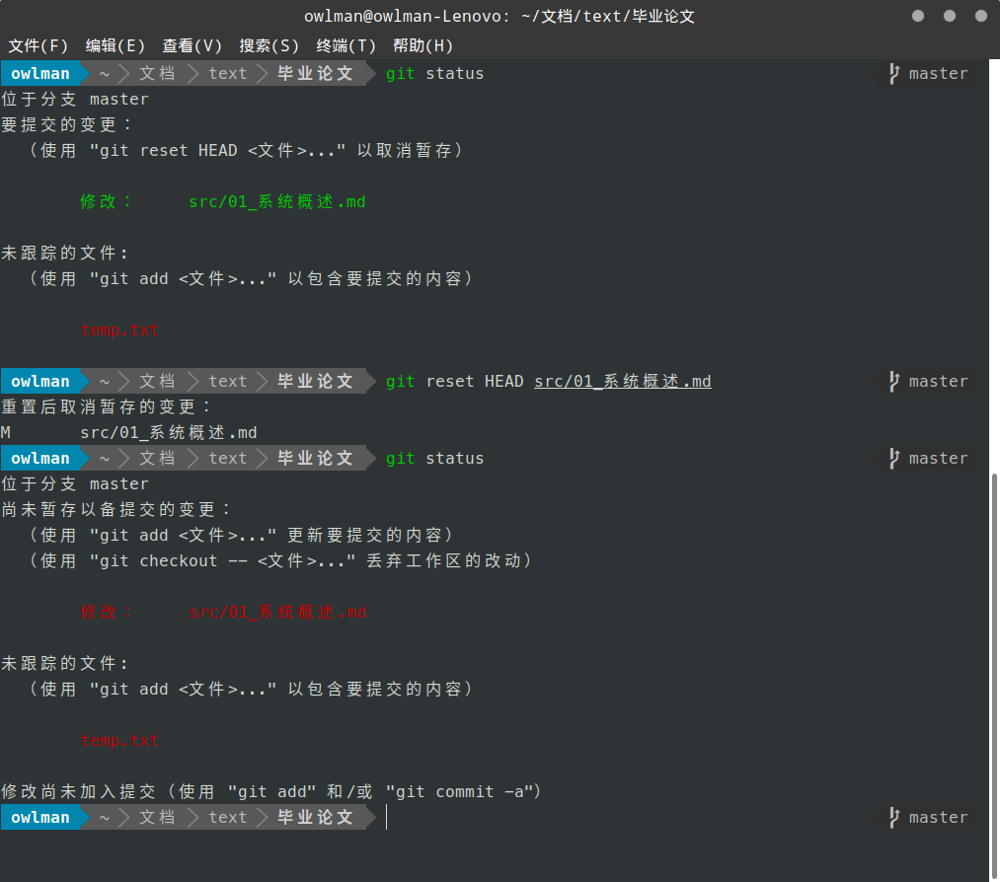 owlman@owlman-Lenovo: ~/文档/text/毕业论文
文件(F) 编辑(E) 查看(V) 搜索(S) 终端(T) 帮助(H)
owlman ~ 文档 text 毕业论文 git status master
位于分支 master
要提交的变更：
（使用 "git reset HEAD <文件>..." 以取消暂存）
修改： src/01_系统概述.md
未跟踪的文件:
（使用 "git add <文件>..." 以包含要提交的内容）
temp.txt
owlman ~ 文档 text 毕业论文 git reset HEAD src/01_系统概述.md master
重置后取消暂存的变更：
M src/01_系统概述.md
owlman ~ 文档 text 毕业论文 git status master
位于分支 master
尚未暂存以备提交的变更：
（使用 "git add <文件>..." 更新要提交的内容）
（使用 "git checkout -- <文件>..." 丢弃工作区的改动）
修改： src/01_系统概述.md
未跟踪的文件:
（使用 "git add <文件>..." 以包含要提交的内容）
temp.txt
修改尚未加入提交（使用 "git add" 和/或 "git commit -a"）
owlman ~ 文档 text 毕业论文 master